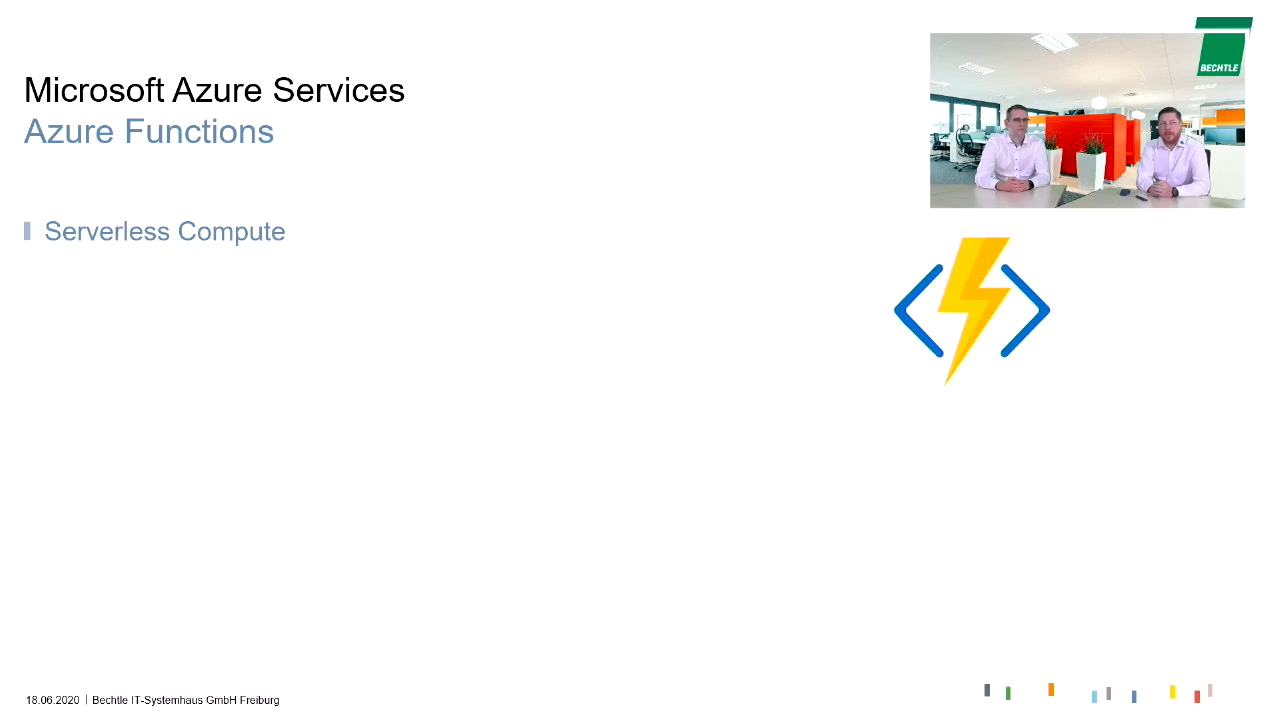 Microsoft Azure Services
Azure Functions
BECHTLE
Serverless Compute
18.06.2020 | Bechtle IT-Systemhaus GmbH Freiburg